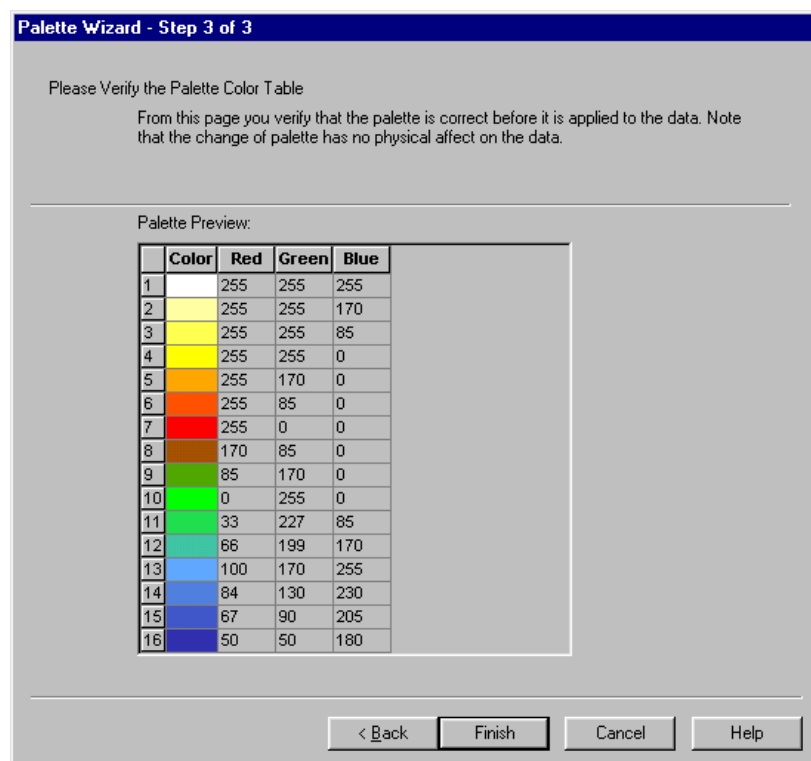 Palette Wizard - Step 3 of 3
Please Verify the Palette Color Table
From this page you verify that the palette is correct before it is applied to the data. Note
that the change of palette has no physical affect on the data.
Palette Preview:
Color Red Green Blue
1 255 255 255
2 255 255 170
3 255 255 85
4 255 255 0
5 255 170 0
6 255 85 0
7 255 0 0
8 170 85 0
9 85 170 0
10 0 255 0
11 33 227 85
12 66 199 170
13 100 170 255
14 84 130 230
15 67 90 205
16 50 50 180
< Back Finish Cancel Help